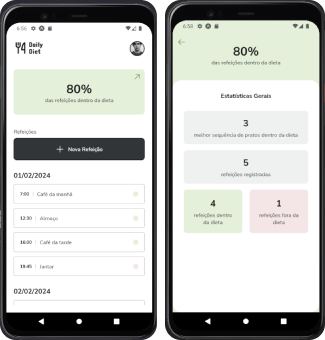 6:56
Daily
Diet
80%
das refeições dentro da dieta
Refeições
+ Nova Refeição
01/02/2024
7:00 | Café da manhã
12:30 | Almoço
16:00 | Café da tarde
19:45 | Jantar
02/02/2024
6:58
80%
das refeições dentro da dieta
Estatísticas Gerais
3
melhor sequência de pratos dentro da dieta
5
refeições registradas
4
refeições dentro
da dieta
1
refeições fora da
dieta